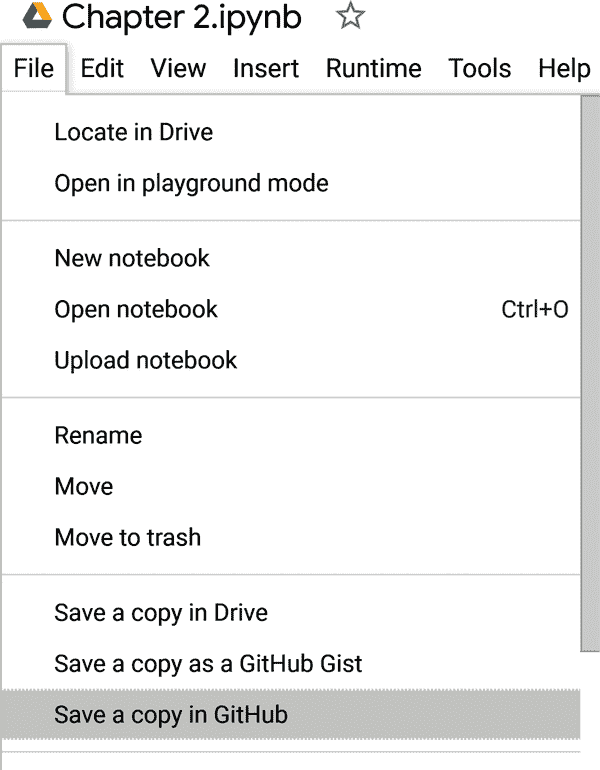 Chapter 2.ipynb
File Edit View Insert Runtime Tools Help
Locate in Drive
Open in playground mode
New notebook
Open notebook Ctrl+O
Upload notebook
Rename
Move
Move to trash
Save a copy in Drive
Save a copy as a GitHub Gist
Save a copy in GitHub